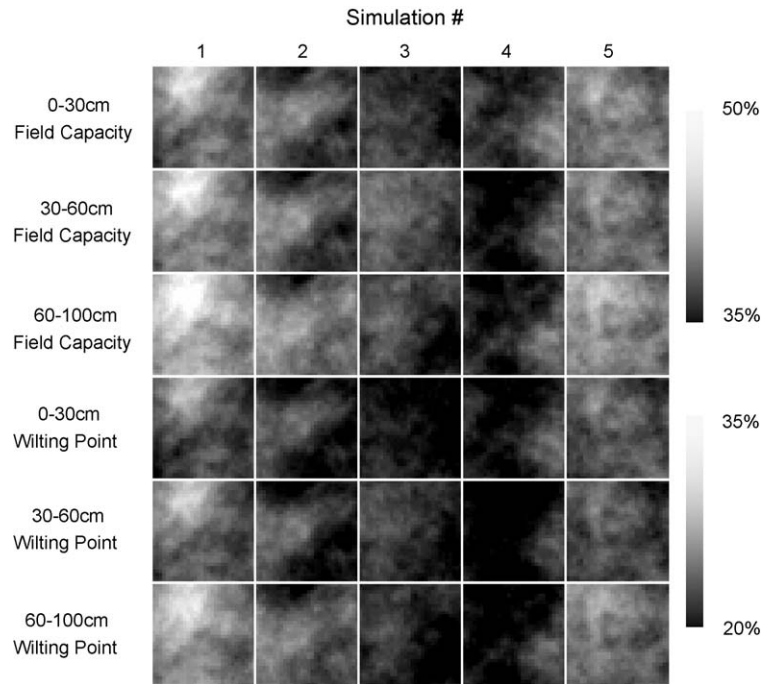 Simulation #
1 2 3 4 5
0-30cm
Field Capacity
50%
30-60cm
Field Capacity
60-100cm
Field Capacity
35%
0-30cm
Wilting Point
35%
30-60cm
Wilting Point
60-100cm
Wilting Point
20%